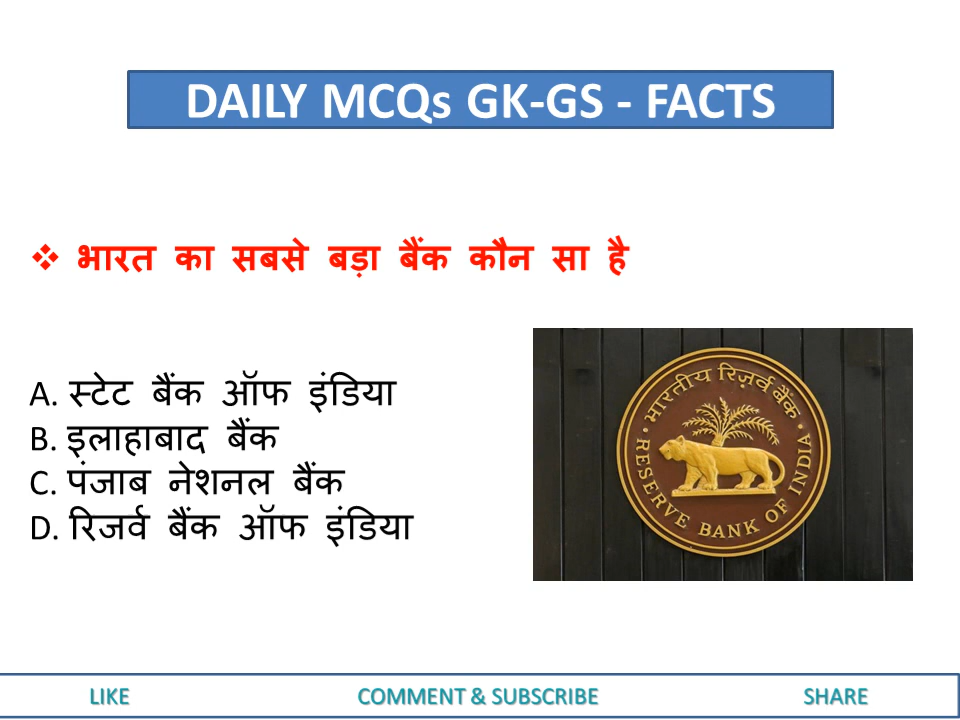 DAILY MCQs GK-GS - FACTS
❖ भारत का सबसे बड़ा बैंक कौन सा है
A. स्टेट बैंक ऑफ इंडिया
B. इलाहाबाद बैंक
C. पंजाब नेशनल बैंक
D. रिजर्व बैंक ऑफ इंडिया
भारतीय रिज़र्व बैंक
RESERVE BANK OF INDIA
LIKE COMMENT & SUBSCRIBE SHARE